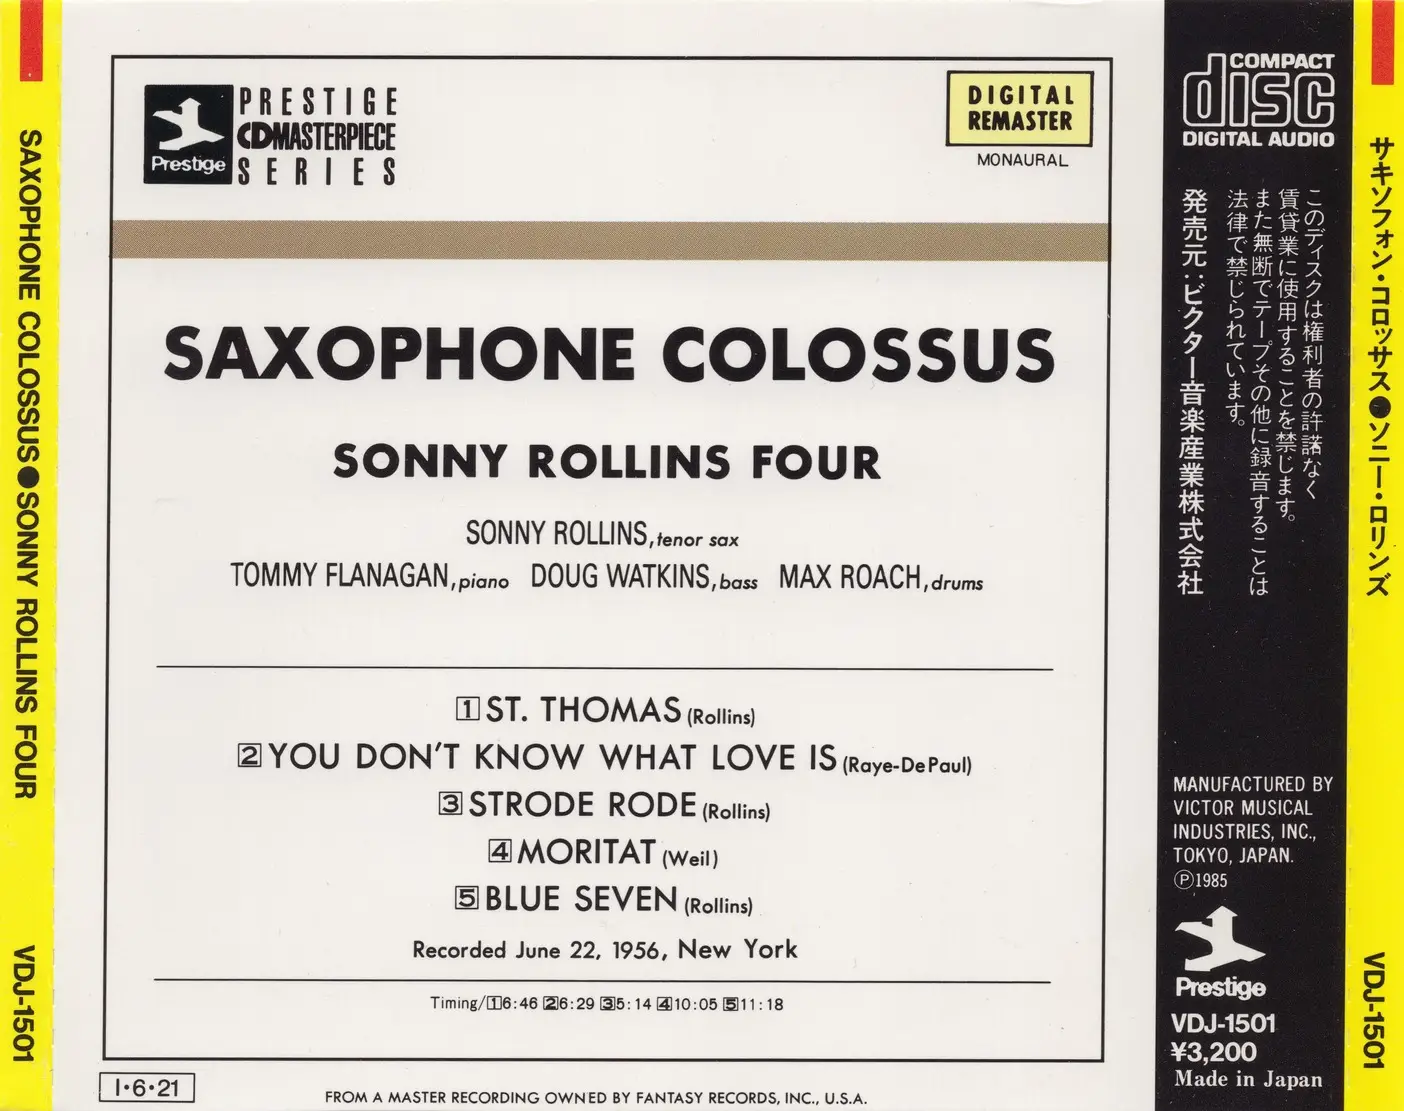 SAXOPHONE COLOSSUS●SONNY ROLLINS FOUR
VDJ-1501
Prestige
PRESTIGE
CDMASTERPIECE
SERIES
DIGITAL
REMASTER
MONAURAL
SAXOPHONE COLOSSUS
SONNY ROLLINS FOUR
SONNY ROLLINS, tenor sax
TOMMY FLANAGAN, piano DOUG WATKINS, bass MAX ROACH, drums
1 ST. THOMAS (Rollins)
2 YOU DON'T KNOW WHAT LOVE IS (Raye-De Paul)
3 STRODE RODE (Rollins)
4 MORITAT (Weil)
5 BLUE SEVEN (Rollins)
Recorded June 22, 1956, New York
Timing/1 6:46 2 6:29 3 5:14 4 10:05 5 11:18
I•6•21
FROM A MASTER RECORDING OWNED BY FANTASY RECORDS, INC., U.S.A.
COMPACT
disc
DIGITAL AUDIO
このディスクは権利者の許諾なく
賃貸業に使用することを禁じます。
また無断でテープその他に録音することは
法律で禁じられています。
発売元：ビクター音楽産業株式会社
MANUFACTURED BY
VICTOR MUSICAL
INDUSTRIES, INC.,
TOKYO, JAPAN.
Ⓟ1985
Prestige
VDJ-1501
¥3,200
Made in Japan
サキソフォン・コロッサス●ソニー・ロリンズ
VDJ-1501